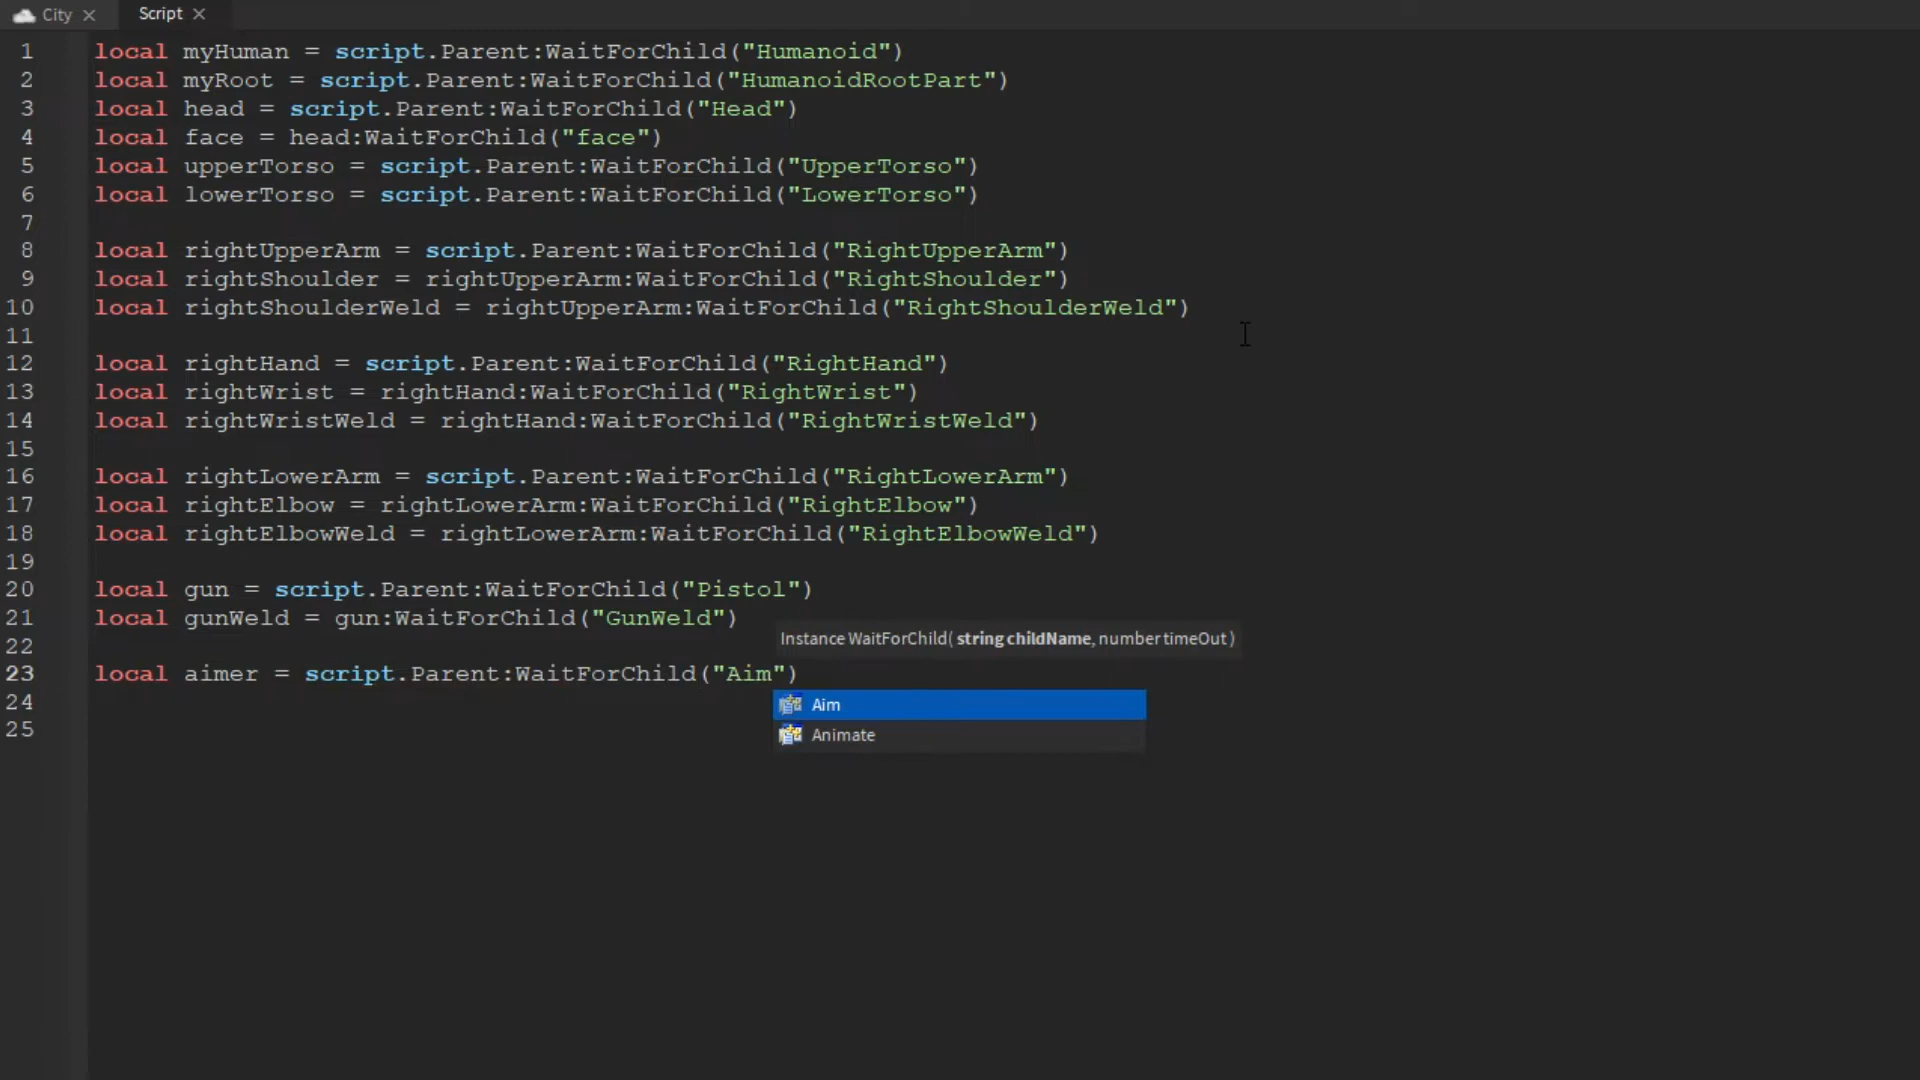 City
Script
1 local myHuman = script.Parent:WaitForChild("Humanoid")
2 local myRoot = script.Parent:WaitForChild("HumanoidRootPart")
3 local head = script.Parent:WaitForChild("Head")
4 local face = head:WaitForChild("face")
5 local upperTorso = script.Parent:WaitForChild("UpperTorso")
6 local lowerTorso = script.Parent:WaitForChild("LowerTorso")
7
8 local rightUpperArm = script.Parent:WaitForChild("RightUpperArm")
9 local rightShoulder = rightUpperArm:WaitForChild("RightShoulder")
10 local rightShoulderWeld = rightUpperArm:WaitForChild("RightShoulderWeld")
11
12 local rightHand = script.Parent:WaitForChild("RightHand")
13 local rightWrist = rightHand:WaitForChild("RightWrist")
14 local rightWristWeld = rightHand:WaitForChild("RightWristWeld")
15
16 local rightLowerArm = script.Parent:WaitForChild("RightLowerArm")
17 local rightElbow = rightLowerArm:WaitForChild("RightElbow")
18 local rightElbowWeld = rightLowerArm:WaitForChild("RightElbowWeld")
19
20 local gun = script.Parent:WaitForChild("Pistol")
21 local gunWeld = gun:WaitForChild("GunWeld")
Instance WaitForChild( string childName, number timeOut )
22
23 local aimer = script.Parent:WaitForChild("Aim")
24
Aim
25
Animate